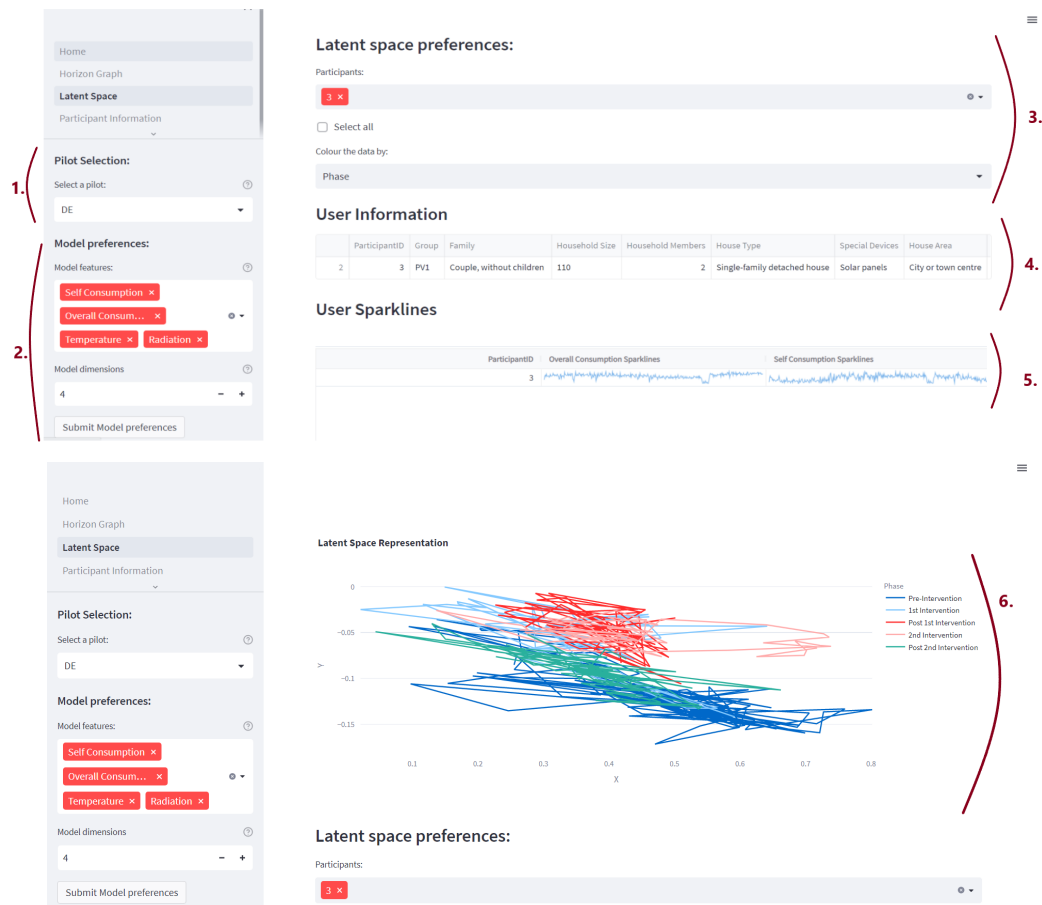 Home
Horizon Graph
Latent Space
Participant Information
1.
Pilot Selection:
Select a pilot:
DE
2.
Model preferences:
Model features:
Self Consumption ×
Overall Consum... ×
Temperature × Radiation ×
Model dimensions
4 - +
Submit Model preferences
Latent space preferences:
Participants:
3 ×
Select all
Colour the data by:
Phase
3.
User Information
ParticipantID Group Family Household Size Household Members House Type Special Devices House Area
2 3 PV1 Couple, without children 110 2 Single-family detached house Solar panels City or town centre
4.
User Sparklines
ParticipantID Overall Consumption Sparklines Self Consumption Sparklines
3
5.
Home
Horizon Graph
Latent Space
Participant Information
Pilot Selection:
Select a pilot:
DE
Model preferences:
Model features:
Self Consumption ×
Overall Consum... ×
Temperature × Radiation ×
Model dimensions
4 - +
Submit Model preferences
Latent Space Representation
0
−0.05
−0.1
−0.15
Y
0.1 0.2 0.3 0.4 0.5 0.6 0.7 0.8
X
Phase
Pre-Intervention
1st Intervention
Post 1st Intervention
2nd Intervention
Post 2nd Intervention
6.
Latent space preferences:
Participants:
3 ×